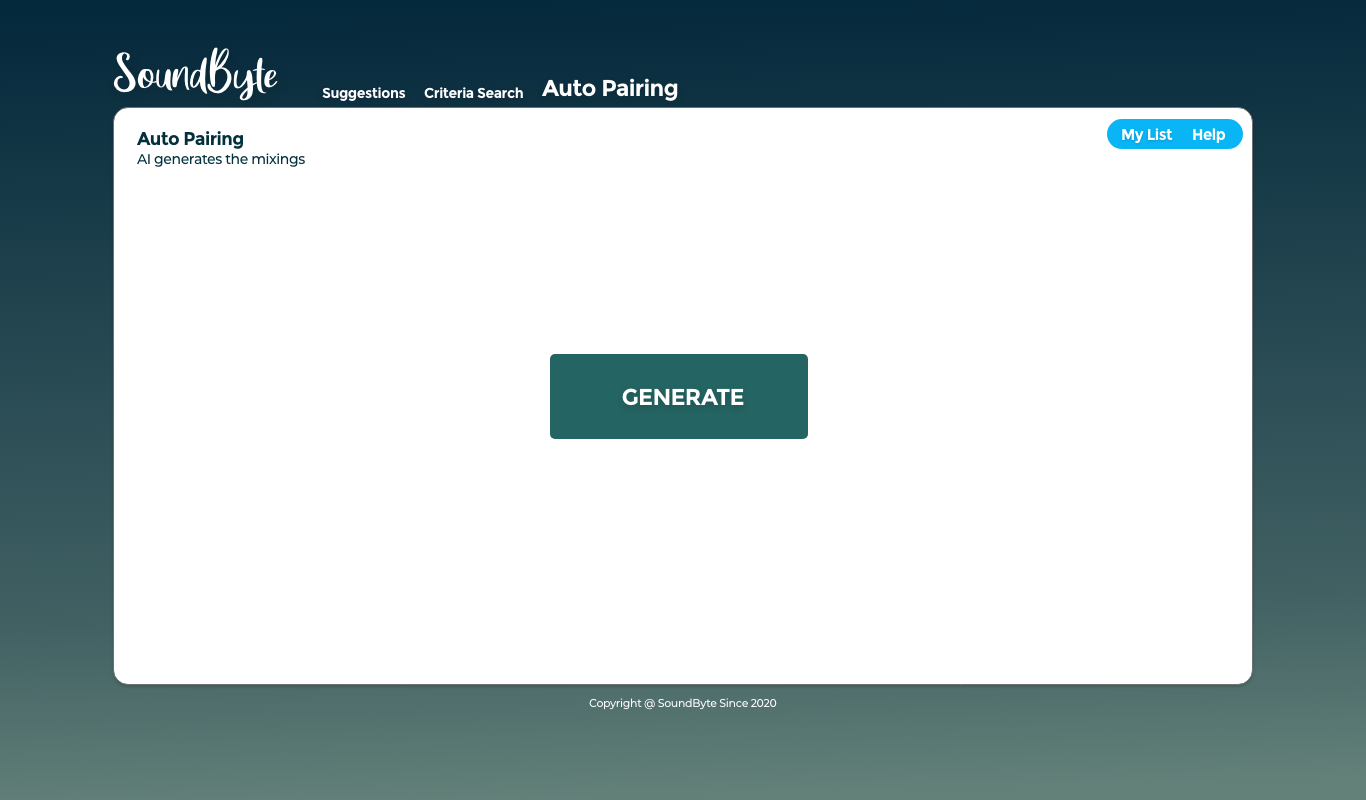 SoundByte
Suggestions Criteria Search Auto Pairing
Auto Pairing
My List Help
AI generates the mixings
GENERATE
Copyright @ SoundByte Since 2020